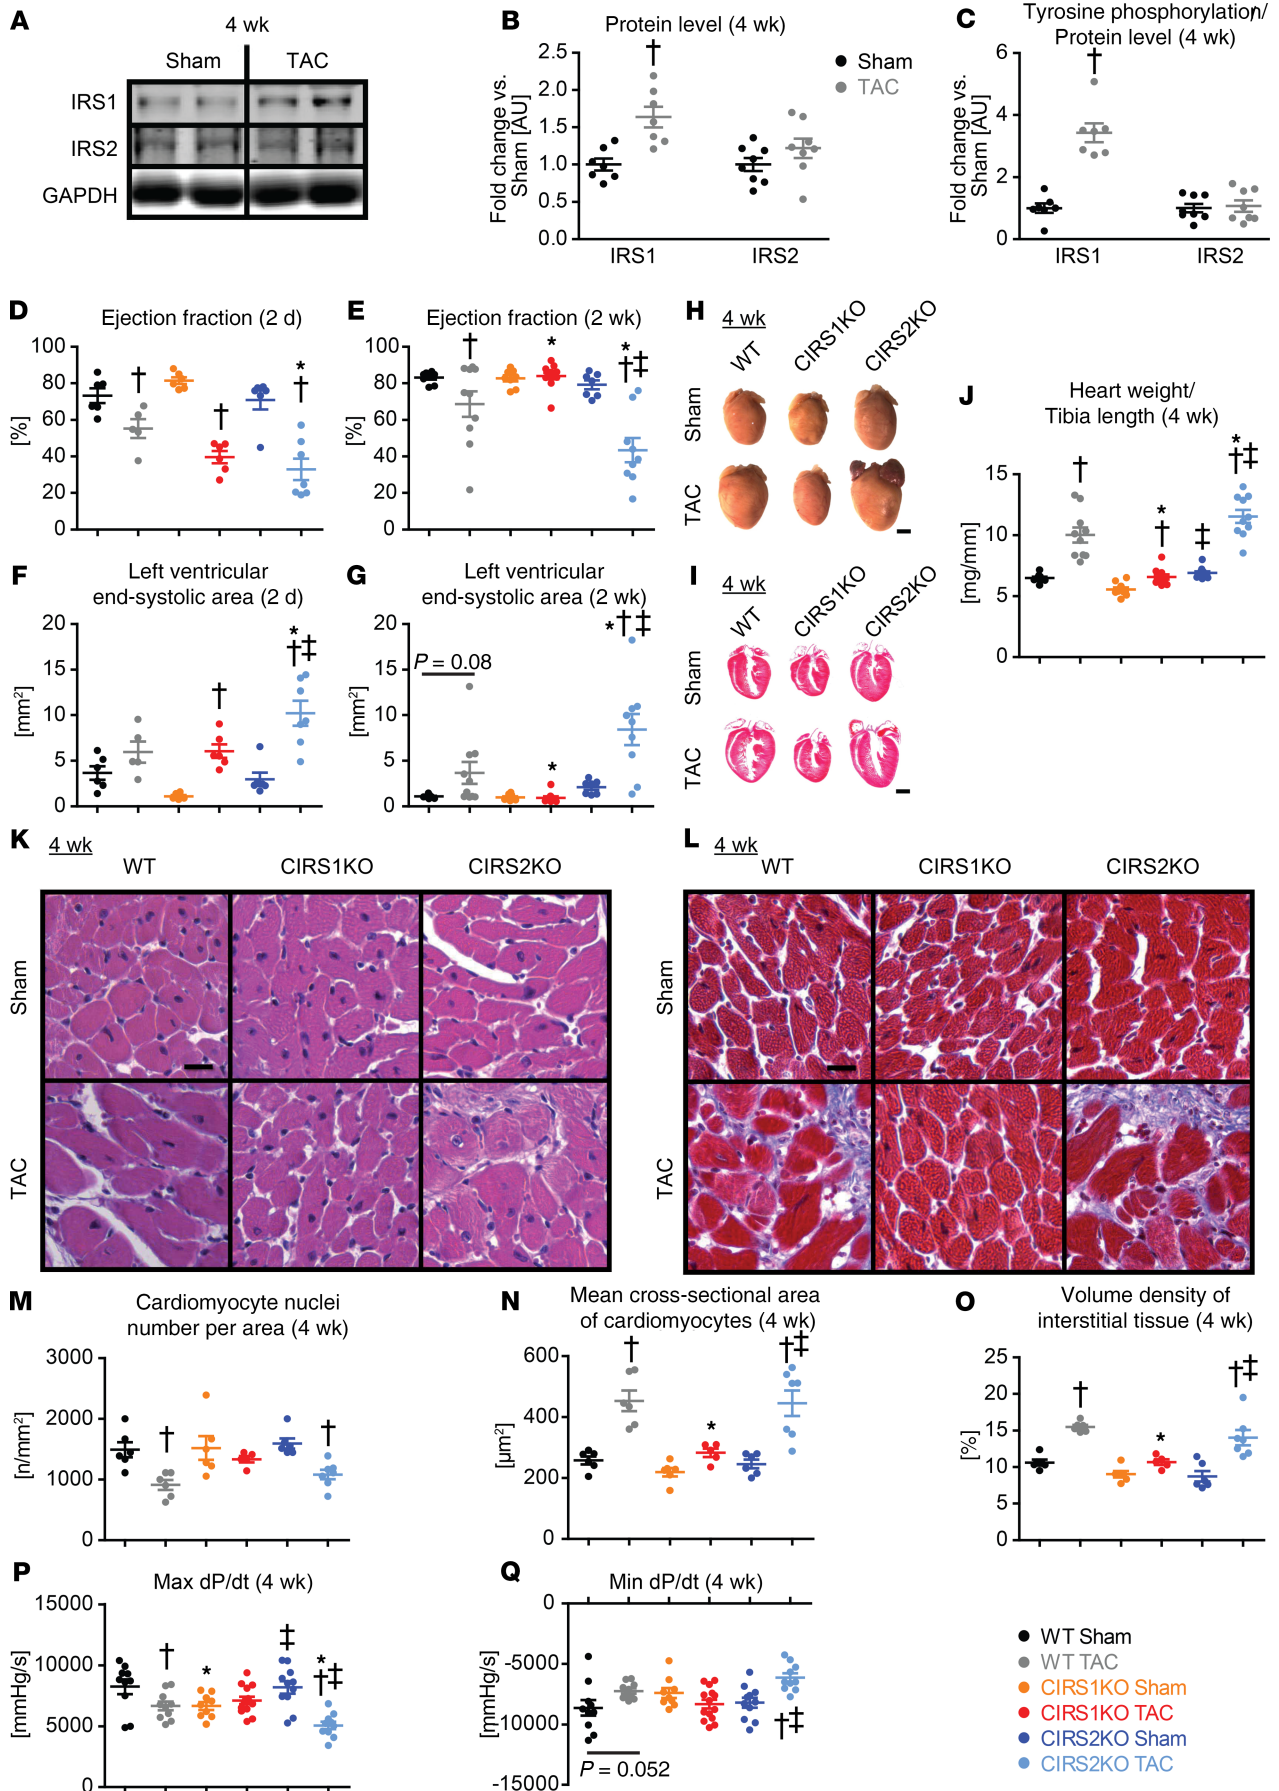 A
4 wk
Sham
TAC
IRS1
IRS2
GAPDH
B
Protein level (4 wk)
Fold change vs.
Sham [AU]
2.5
2.0
1.5
1.0
0.5
0.0
†
IRS1
IRS2
Sham
TAC
C
Tyrosine phosphorylation/
Protein level (4 wk)
Fold change vs.
Sham [AU]
6
4
2
0
†
IRS1
IRS2
D
Ejection fraction (2 d)
[%]
100
80
60
40
20
0
†
†
*
†
E
Ejection fraction (2 wk)
[%]
100
80
60
40
20
0
†
*
*
†‡
F
Left ventricular
end-systolic area (2 d)
[mm²]
20
15
10
5
0
†
*
†‡
G
Left ventricular
end-systolic area (2 wk)
[mm²]
20
15
10
5
0
P = 0.08
*
*†‡
H
4 wk
WT
CIRS1KO
CIRS2KO
Sham
TAC
I
4 wk
WT
CIRS1KO
CIRS2KO
Sham
TAC
J
Heart weight/
Tibia length (4 wk)
[mg/mm]
15
10
5
0
†
*
†
‡
*
†‡
K
4 wk
WT
CIRS1KO
CIRS2KO
Sham
TAC
L
4 wk
WT
CIRS1KO
CIRS2KO
Sham
TAC
M
Cardiomyocyte nuclei
number per area (4 wk)
[n/mm²]
3000
2000
1000
0
†
†
N
Mean cross-sectional area
of cardiomyocytes (4 wk)
[µm²]
600
400
200
0
†
*
†‡
O
Volume density of
interstitial tissue (4 wk)
[%]
25
20
15
10
5
0
†
*
†‡
P
Max dP/dt (4 wk)
[mmHg/s]
15000
10000
5000
0
†
*
‡
*
†‡
Q
Min dP/dt (4 wk)
[mmHg/s]
0
-5000
-10000
-15000
P = 0.052
†‡
WT Sham
WT TAC
CIRS1KO Sham
CIRS1KO TAC
CIRS2KO Sham
CIRS2KO TAC